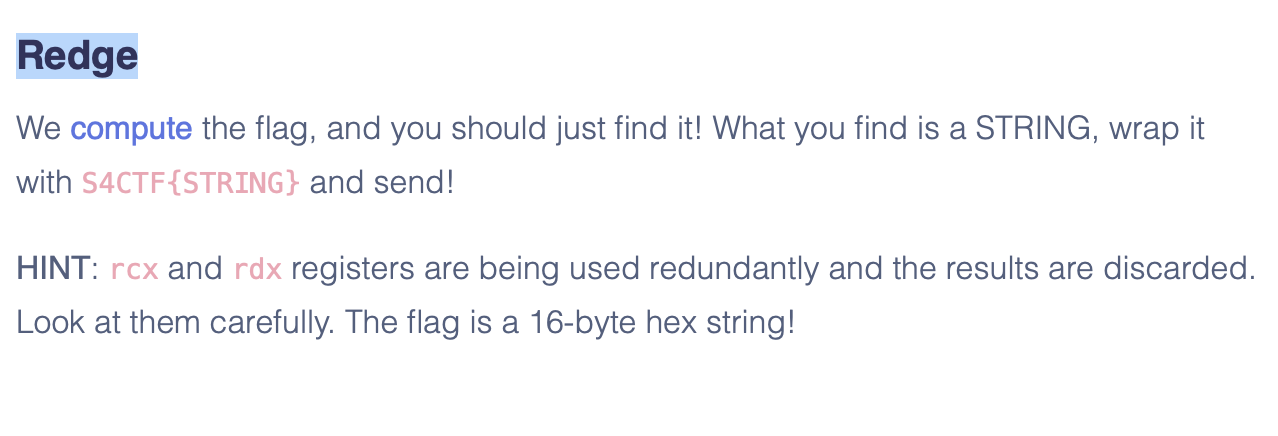 Redge
We compute the flag, and you should just find it! What you find is a STRING, wrap it
with S4CTF{STRING} and send!
HINT: rcx and rdx registers are being used redundantly and the results are discarded.
Look at them carefully. The flag is a 16-byte hex string!